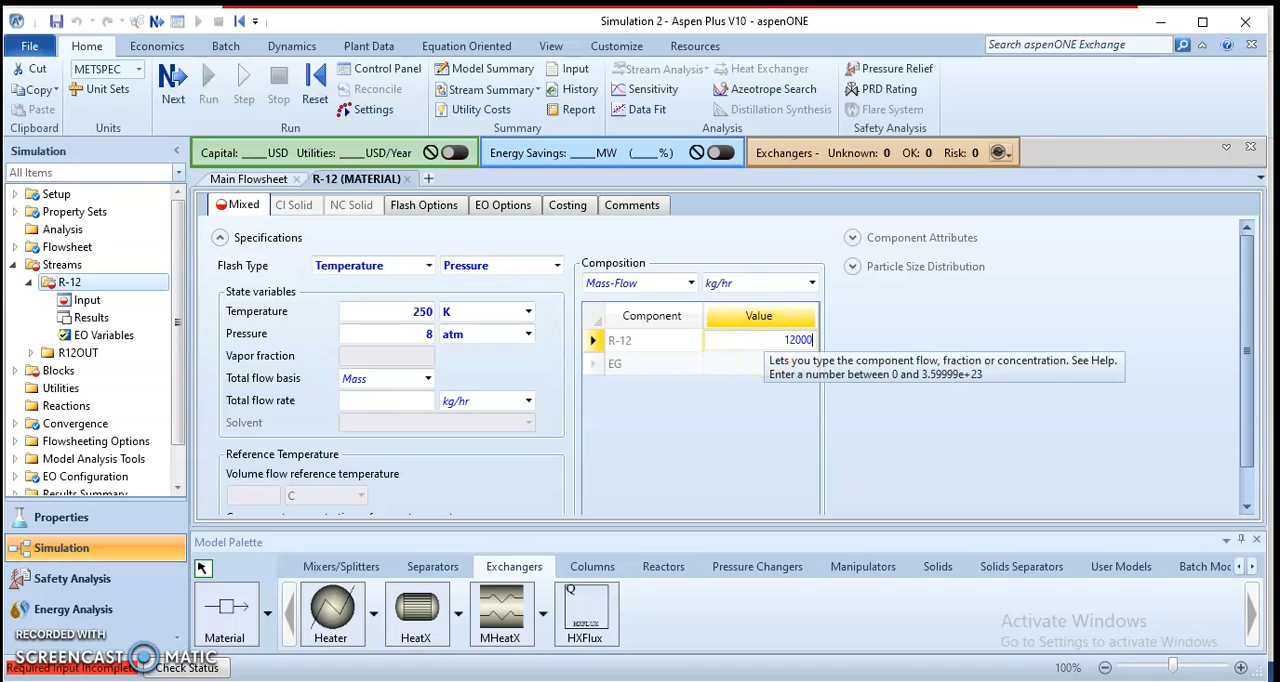 Simulation 2 - Aspen Plus V10 - aspenONE
File Home Economics Batch Dynamics Plant Data Equation Oriented View Customize Resources Search aspenONE Exchange
Cut METSPEC Control Panel Model Summary Input Stream Analysis Heat Exchanger Pressure Relief
Copy Unit Sets Next Run Step Stop Reset Reconcile Stream Summary History Sensitivity Azeotrope Search PRD Rating
Paste Settings Utility Costs Report Data Fit Distillation Synthesis Flare System
Clipboard Units Run Summary Analysis Safety Analysis
Simulation Capital: ____USD Utilities: ____USD/Year Energy Savings: ____MW (____%) Exchangers - Unknown: 0 OK: 0 Risk: 0
All Items Main Flowsheet R-12 (MATERIAL)
Setup
Property Sets
Analysis
Flowsheet
Streams
R-12
Input
Results
EO Variables
R12OUT
Blocks
Utilities
Reactions
Convergence
Flowsheeting Options
Model Analysis Tools
EO Configuration
Results Summary
Properties
Simulation
Safety Analysis
Energy Analysis
Mixed CI Solid NC Solid Flash Options EO Options Costing Comments
Specifications
Flash Type Temperature Pressure
State variables
Temperature 250 K
Pressure 8 atm
Vapor fraction
Total flow basis Mass
Total flow rate kg/hr
Solvent
Reference Temperature
Volume flow reference temperature
C
Composition
Mass-Flow kg/hr
Component Value
R-12 12000
EG
Lets you type the component flow, fraction or concentration. See Help.
Enter a number between 0 and 3.59999e+23
Component Attributes
Particle Size Distribution
Model Palette
Mixers/Splitters Separators Exchangers Columns Reactors Pressure Changers Manipulators Solids Solids Separators User Models Batch Moc
Material Heater HeatX MHeatX HXFlux
Q
HXFLUX
Activate Windows
Go to Settings to activate Windows.
RECORDED WITH
SCREENCAST MATIC
Required Input Incomplete Check Status 100%